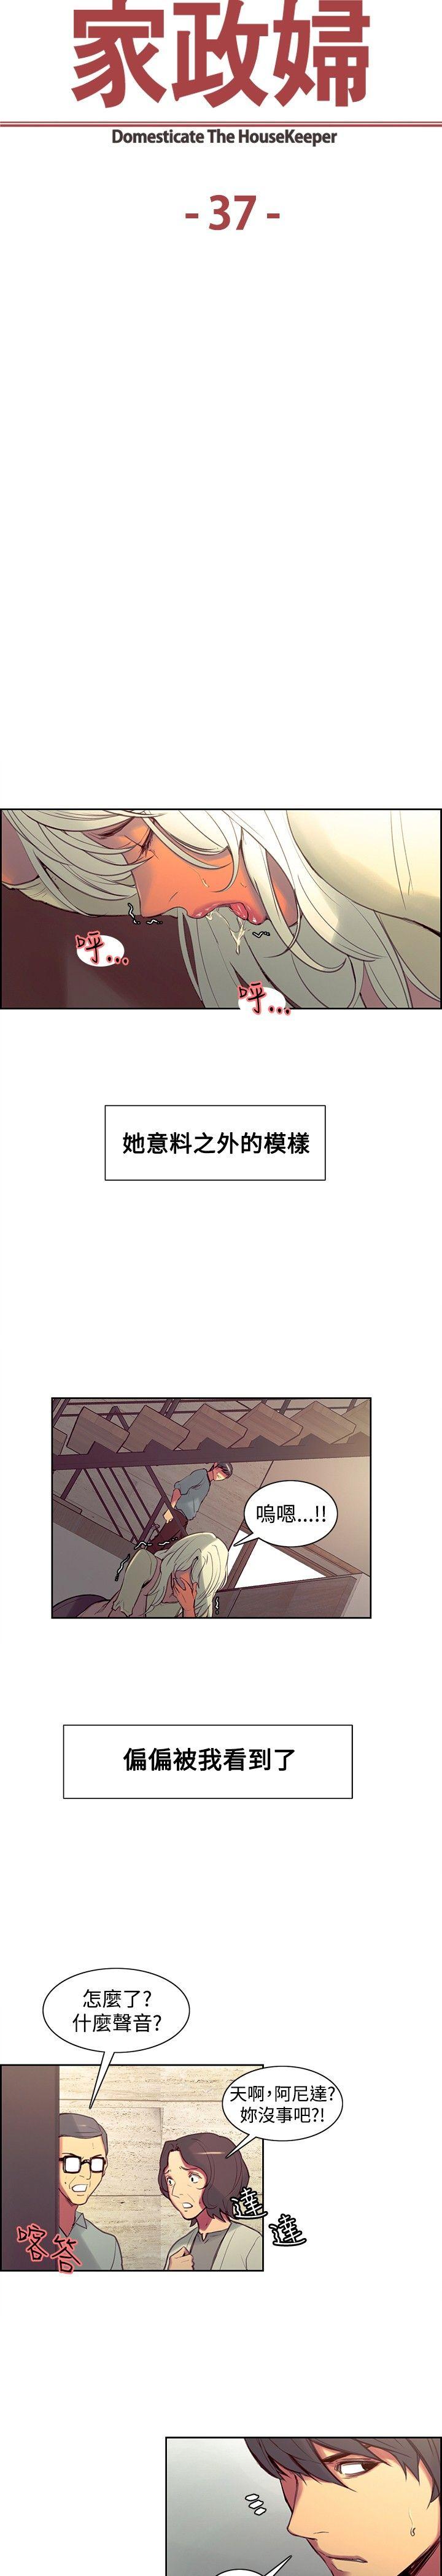 家政婦
Domesticate The HouseKeeper
- 37 -
呼...
呼...
她意料之外的模樣
嗚嗯...!!
偏偏被我看到了
怎麼了?
什麼聲音?
天啊,阿尼達?
妳沒事吧?!
達
達
喀答